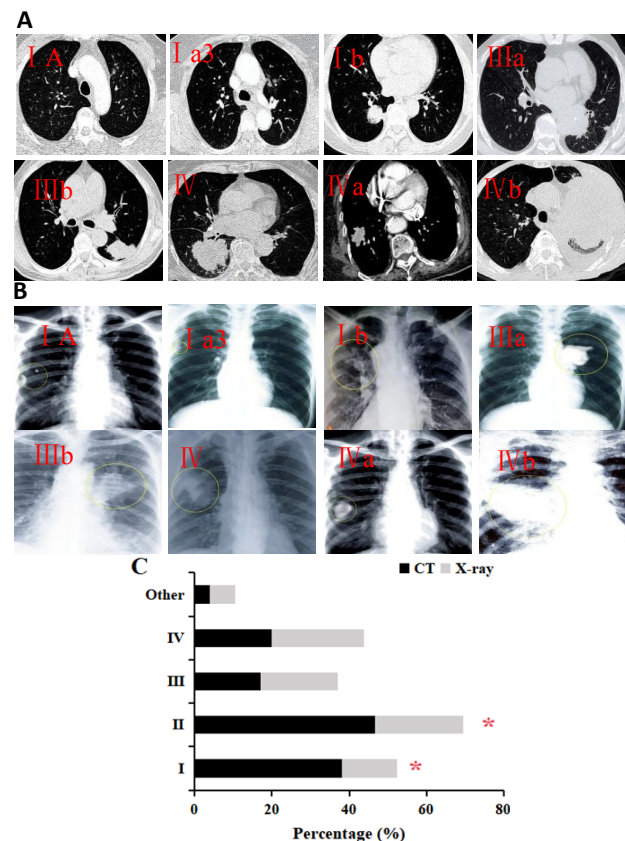 A
Ⅰ A
Ⅰ a3
Ⅰ b
Ⅲa
Ⅲb
Ⅳ
Ⅳa
Ⅳb
B
Ⅰ A
Ⅰ a3
Ⅰ b
Ⅲa
Ⅲb
Ⅳ
Ⅳa
Ⅳb
C
CT X-ray
Other
IV
III
II *
I *
0 20 40 60 80
Percentage (%)